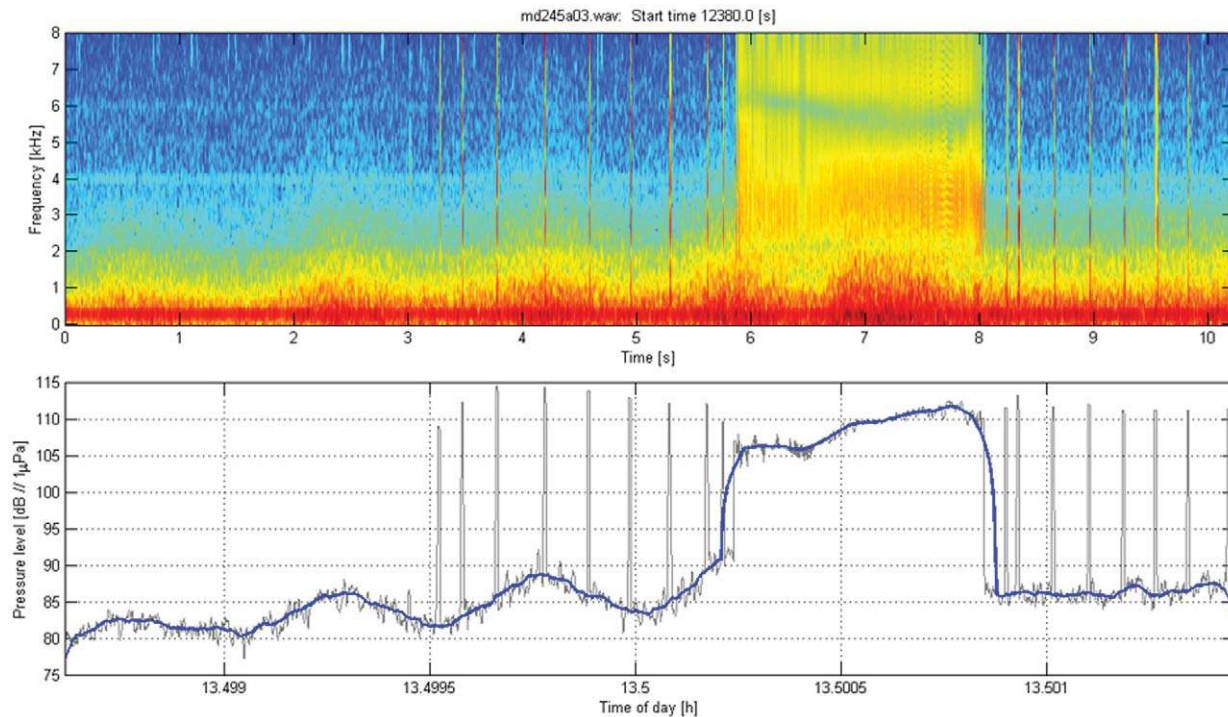 md245a03.wav: Start time 12380.0 [s]
8
7
6
5
4
3
2
1
0
Frequency [kHz]
0 1 2 3 4 5 6 7 8 9 10
Time [s]
115
110
105
100
95
90
85
80
75
Pressure level [dB // 1μPa]
13.499 13.4995 13.5 13.5005 13.501
Time of day [h]